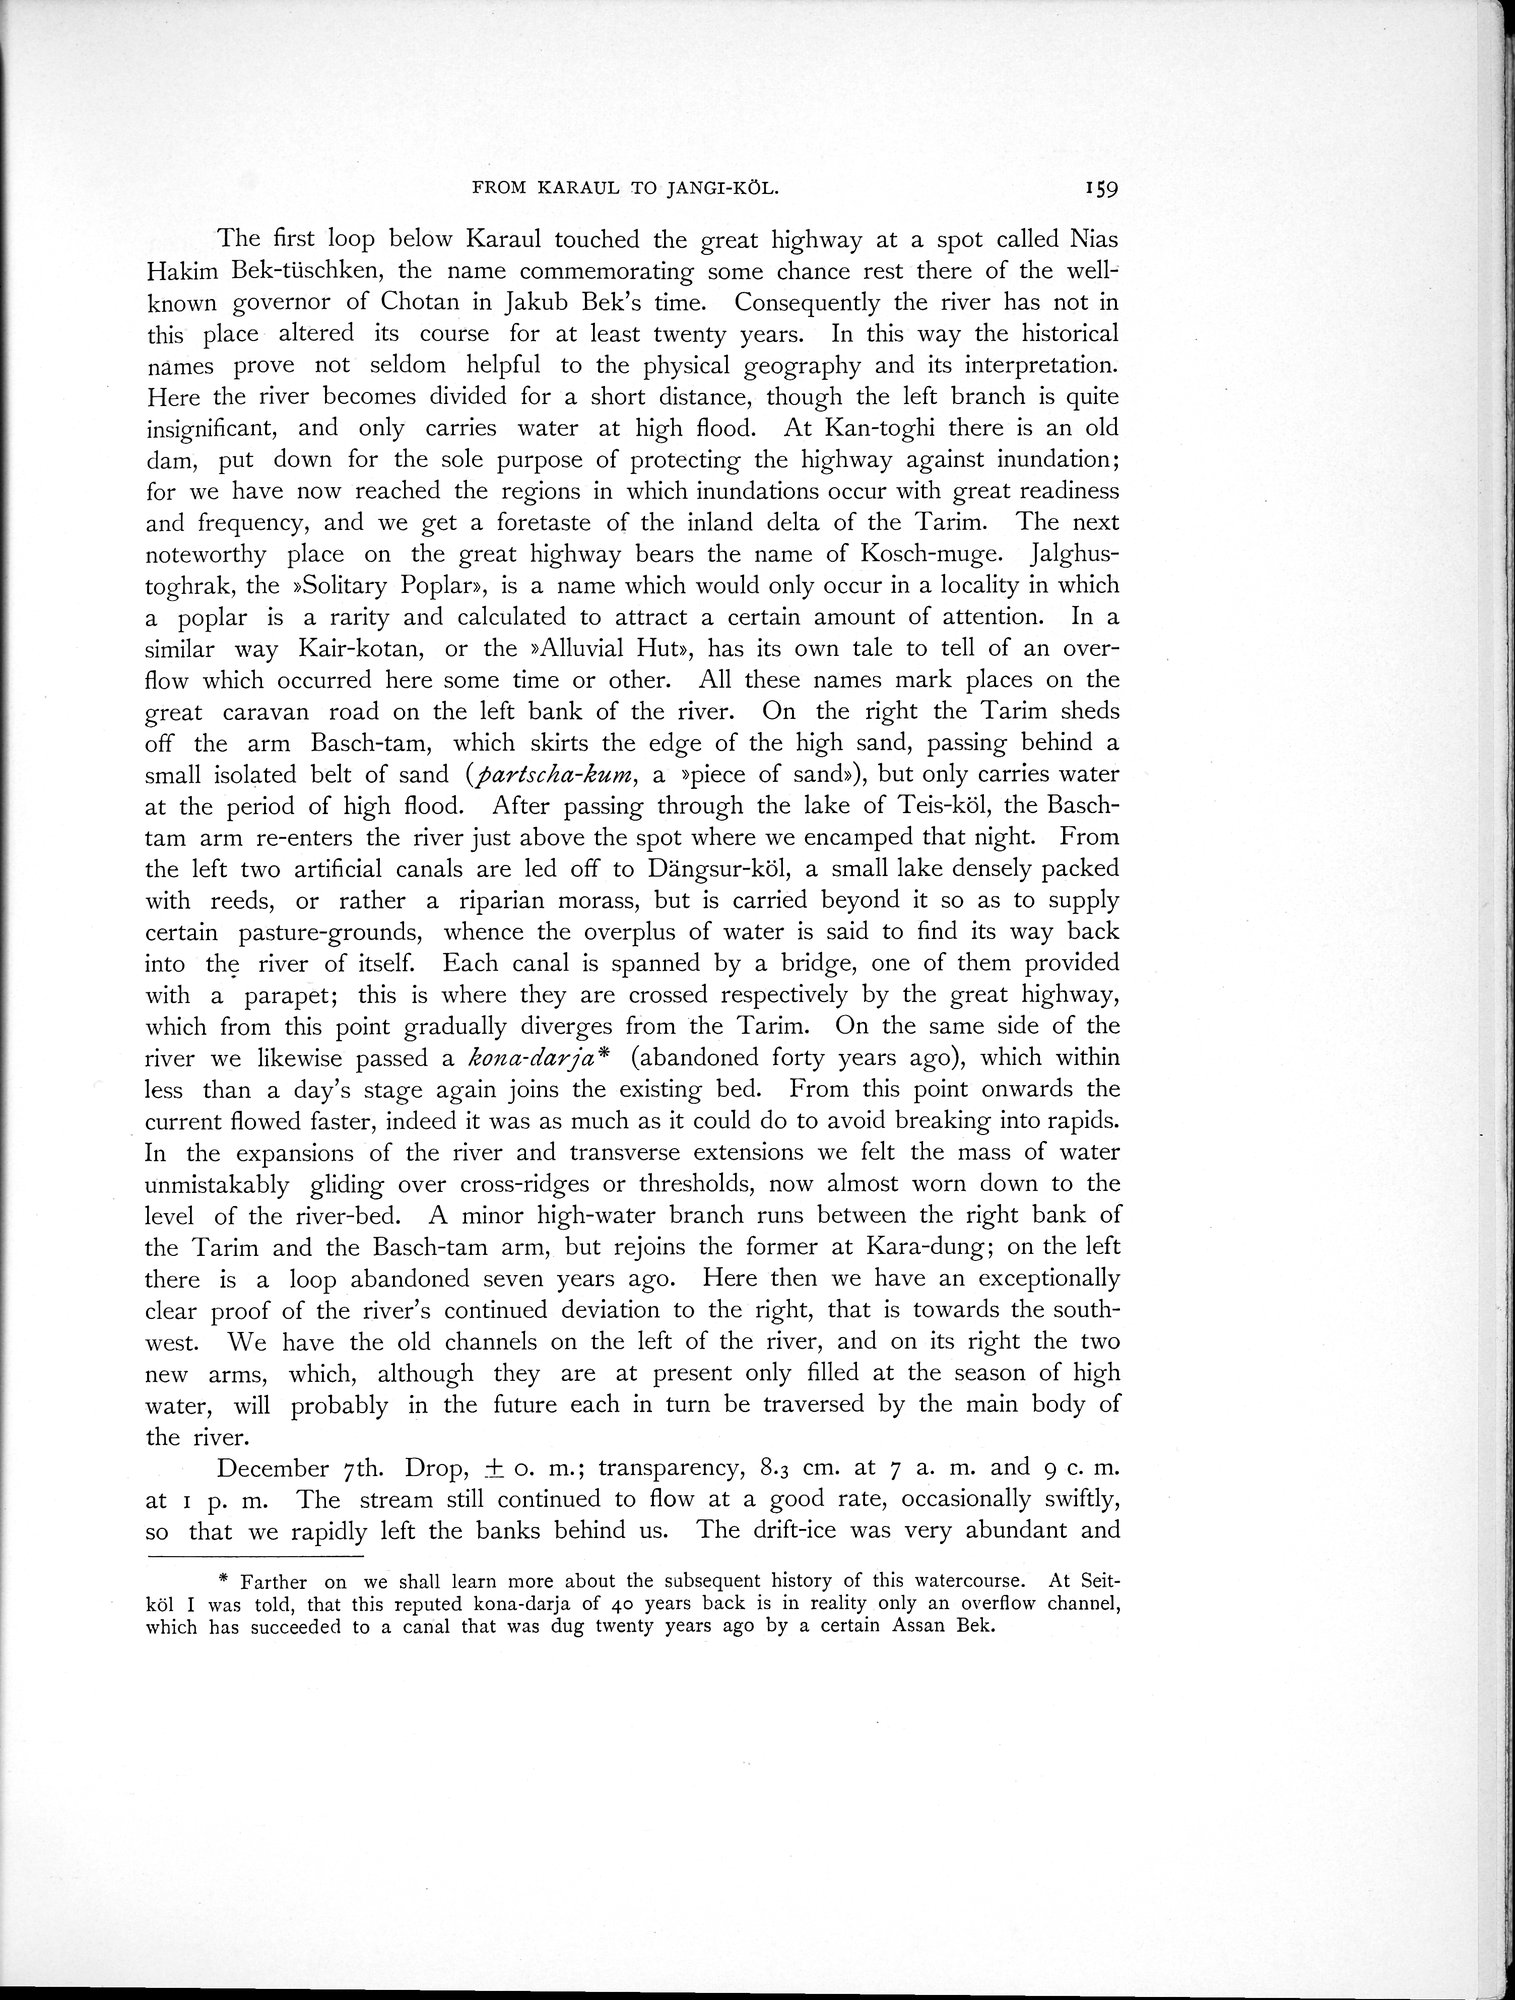 FROM KARAUL TO JANGI-KÖL. 159
The first loop below Karaul touched the great highway at a spot called Nias
Hakim Bek-tüschken, the name commemorating some chance rest there of the well-
known governor of Chotan in Jakub Bek's time. Consequently the river has not in
this place altered its course for at least twenty years. In this way the historical
names prove not seldom helpful to the physical geography and its interpretation.
Here the river becomes divided for a short distance, though the left branch is quite
insignificant, and only carries water at high flood. At Kan-toghi there is an old
dam, put down for the sole purpose of protecting the highway against inundation;
for we have now reached the regions in which inundations occur with great readiness
and frequency, and we get a foretaste of the inland delta of the Tarim. The next
noteworthy place on the great highway bears the name of Kosch-muge. Jalghus-
toghrak, the »Solitary Poplar», is a name which would only occur in a locality in which
a poplar is a rarity and calculated to attract a certain amount of attention. In a
similar way Kair-kotan, or the »Alluvial Hut», has its own tale to tell of an over-
flow which occurred here some time or other. All these names mark places on the
great caravan road on the left bank of the river. On the right the Tarim sheds
off the arm Basch-tam, which skirts the edge of the high sand, passing behind a
small isolated belt of sand (partscha-kum, a »piece of sand»), but only carries water
at the period of high flood. After passing through the lake of Teis-köl, the Basch-
tam arm re-enters the river just above the spot where we encamped that night. From
the left two artificial canals are led off to Dängsur-köl, a small lake densely packed
with reeds, or rather a riparian morass, but is carried beyond it so as to supply
certain pasture-grounds, whence the overplus of water is said to find its way back
into the river of itself. Each canal is spanned by a bridge, one of them provided
with a parapet; this is where they are crossed respectively by the great highway,
which from this point gradually diverges from the Tarim. On the same side of the
river we likewise passed a kona-darja* (abandoned forty years ago), which within
less than a day's stage again joins the existing bed. From this point onwards the
current flowed faster, indeed it was as much as it could do to avoid breaking into rapids.
In the expansions of the river and transverse extensions we felt the mass of water
unmistakably gliding over cross-ridges or thresholds, now almost worn down to the
level of the river-bed. A minor high-water branch runs between the right bank of
the Tarim and the Basch-tam arm, but rejoins the former at Kara-dung; on the left
there is a loop abandoned seven years ago. Here then we have an exceptionally
clear proof of the river's continued deviation to the right, that is towards the south-
west. We have the old channels on the left of the river, and on its right the two
new arms, which, although they are at present only filled at the season of high
water, will probably in the future each in turn be traversed by the main body of
the river.
December 7th. Drop, ± 0. m.; transparency, 8.3 cm. at 7 a. m. and 9 c. m.
at 1 p. m. The stream still continued to flow at a good rate, occasionally swiftly,
so that we rapidly left the banks behind us. The drift-ice was very abundant and
* Farther on we shall learn more about the subsequent history of this watercourse. At Seit-
köl I was told, that this reputed kona-darja of 40 years back is in reality only an overflow channel,
which has succeeded to a canal that was dug twenty years ago by a certain Assan Bek.